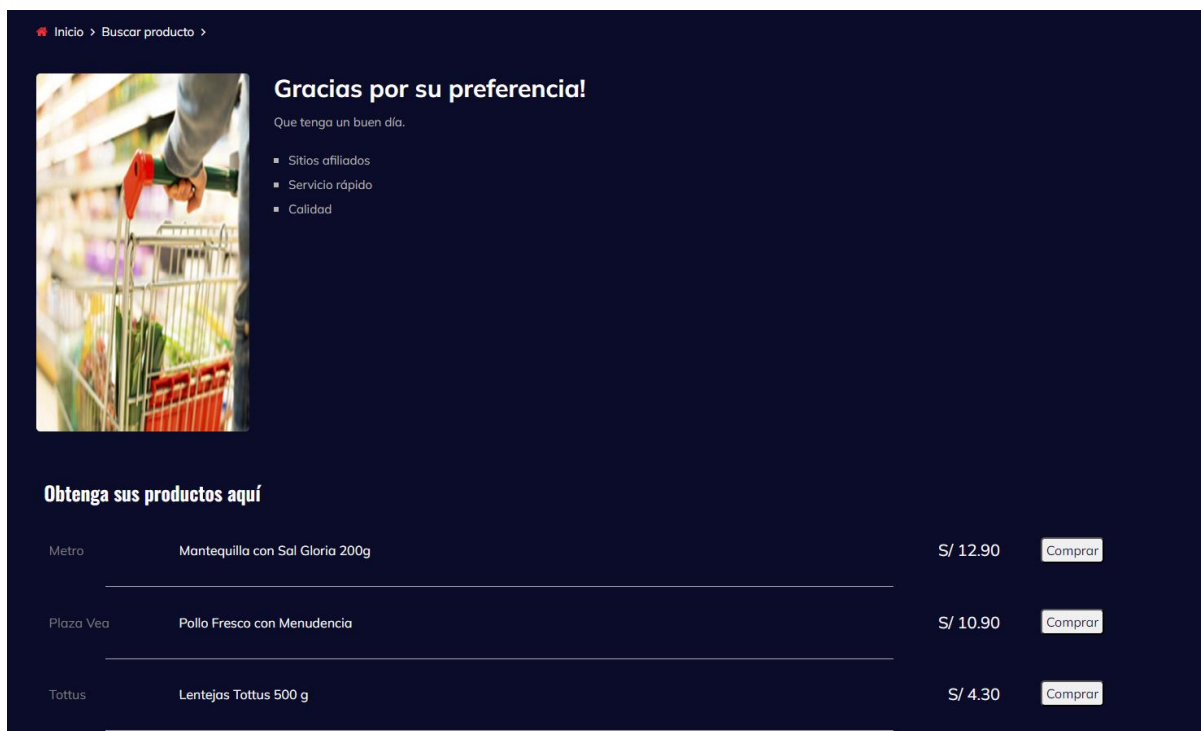 Inicio > Buscar producto >
Gracias por su preferencia!
Que tenga un buen día.
Sitios afiliados
Servicio rápido
Calidad
Obtenga sus productos aquí
Metro Mantequilla con Sal Gloria 200g S/ 12.90 Comprar
Plaza Vea Pollo Fresco con Menudencia S/ 10.90 Comprar
Tottus Lentejas Tottus 500 g S/ 4.30 Comprar